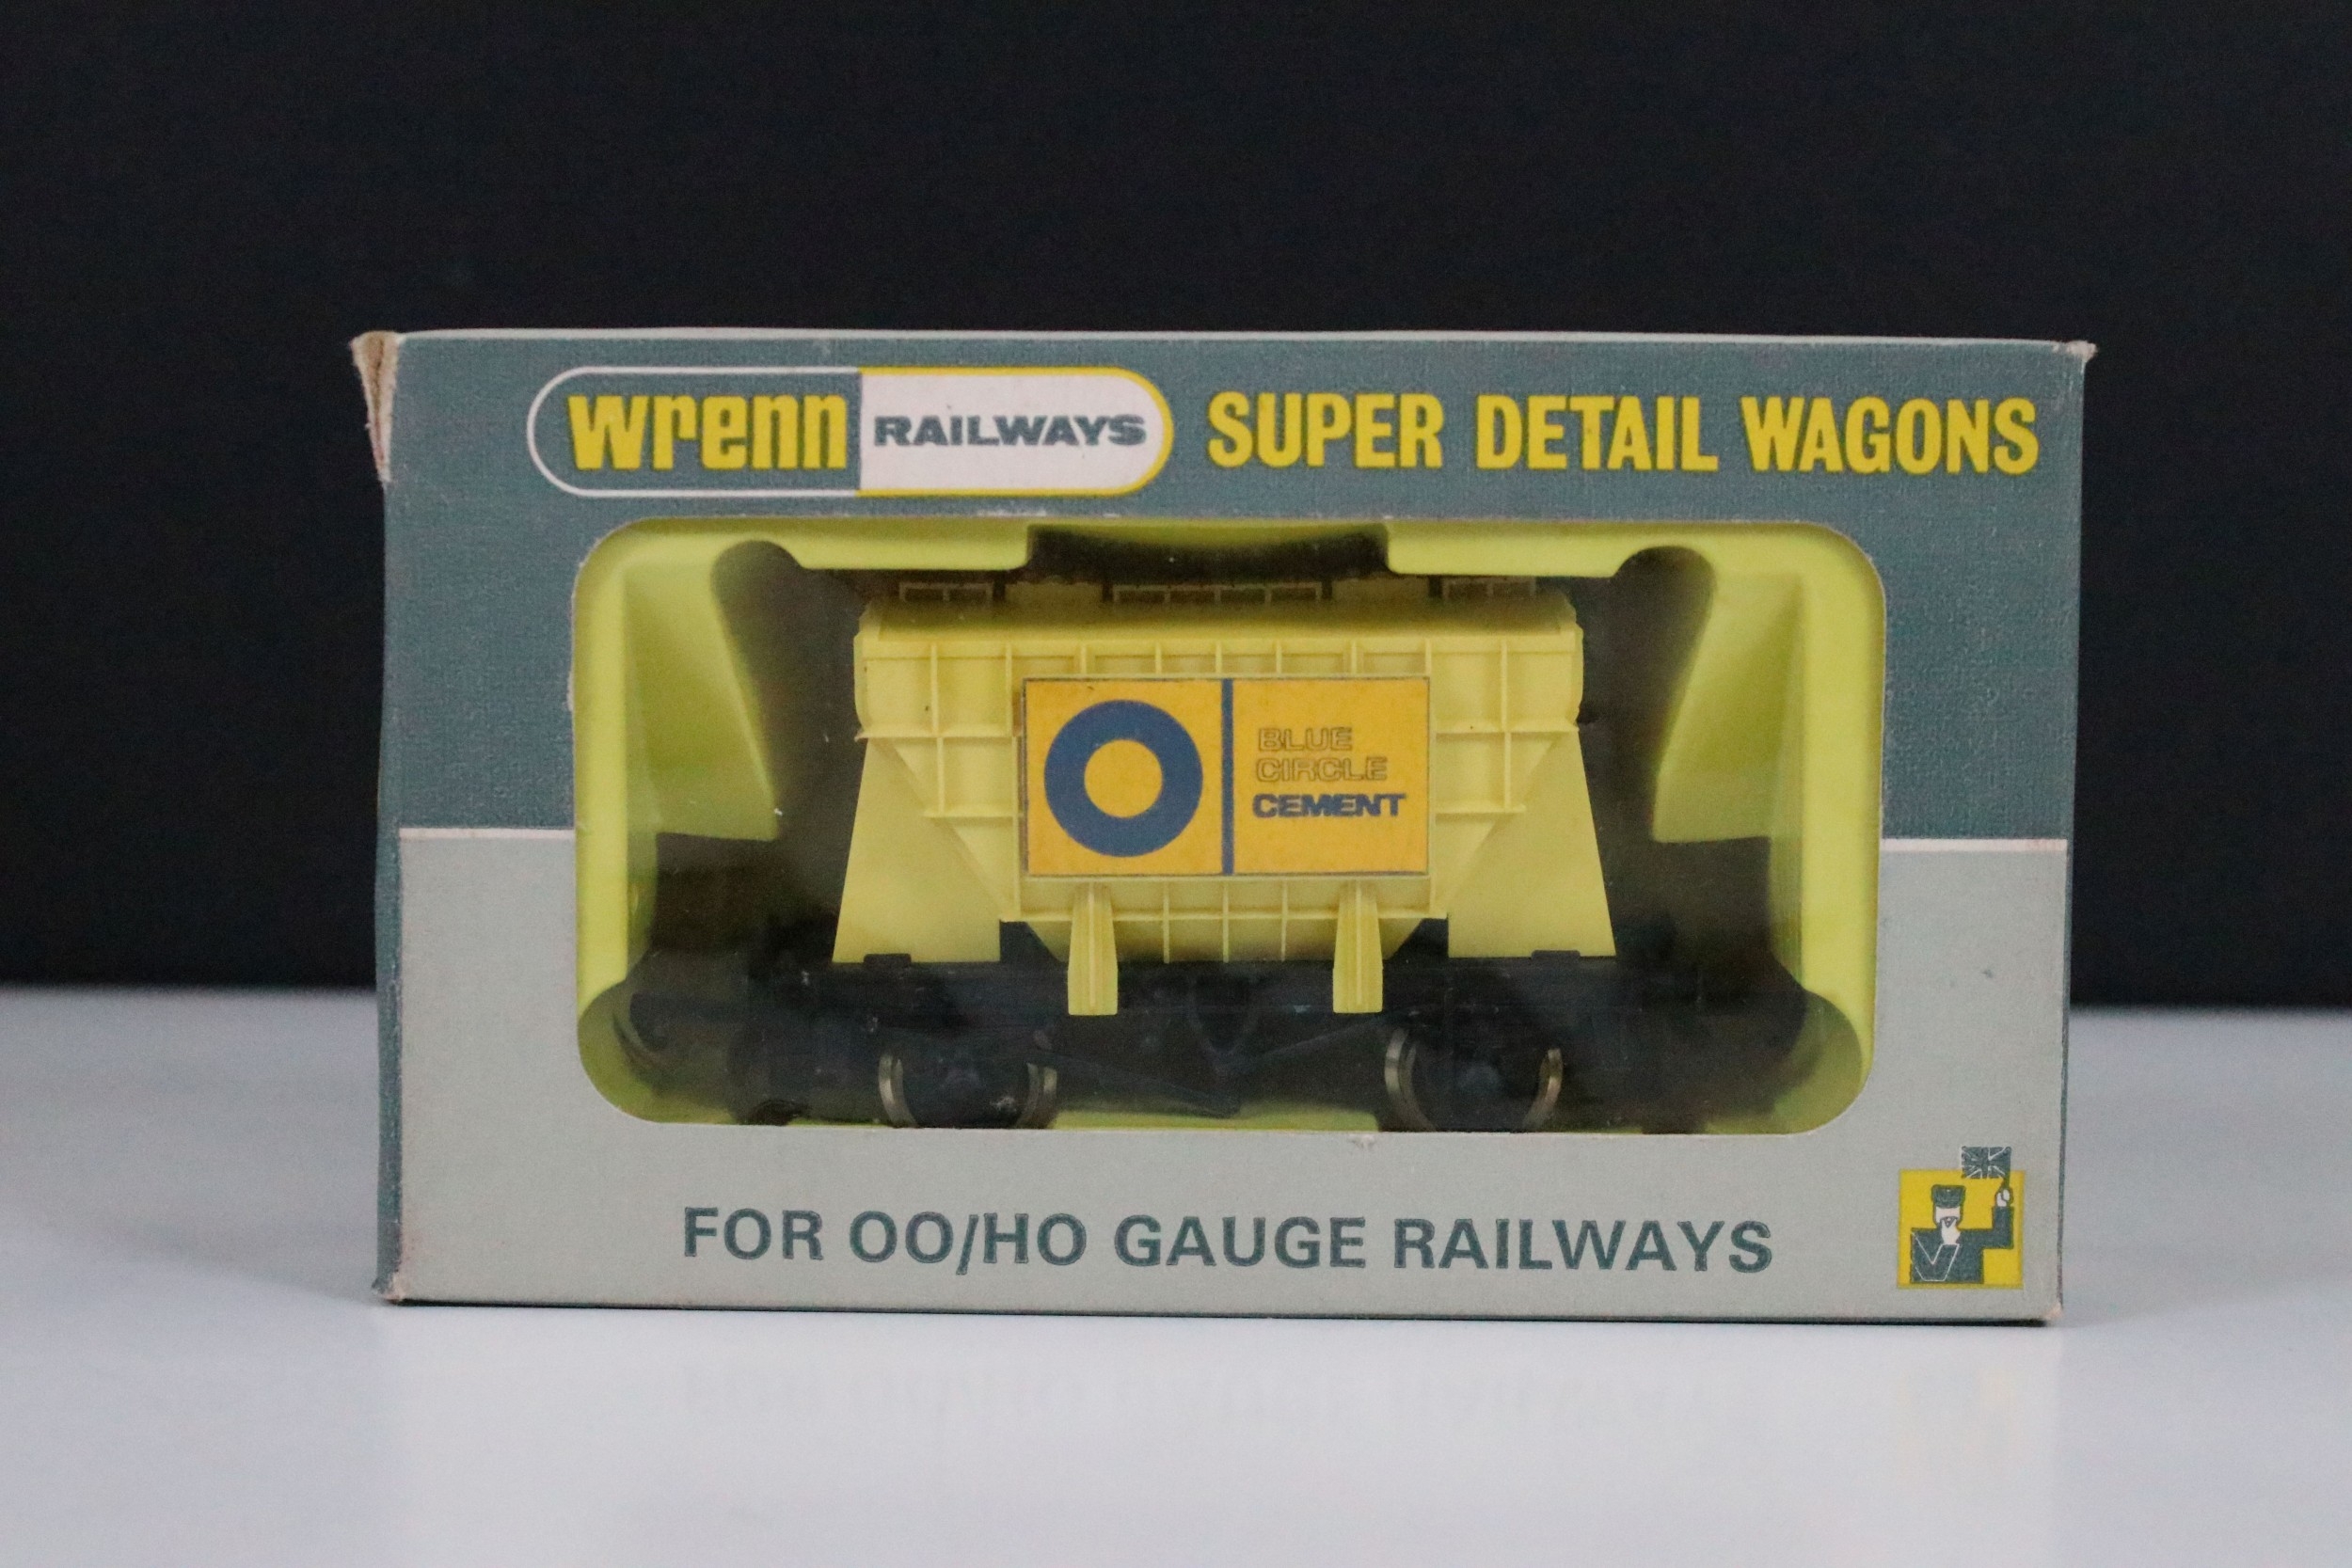 wrenn RAILWAYS SUPER DETAIL WAGONS
BLUE
CIRCLE
CEMENT
FOR OO/HO GAUGE RAILWAYS